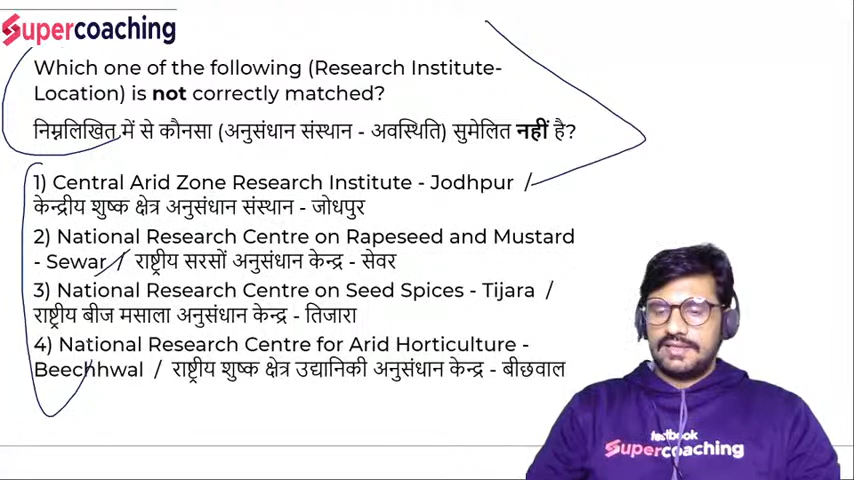 Supercoaching
Which one of the following (Research Institute-
Location) is not correctly matched?
निम्नलिखित में से कौनसा (अनुसंधान संस्थान - अवस्थिति) सुमेलित नहीं है?
1) Central Arid Zone Research Institute - Jodhpur /
केन्द्रीय शुष्क क्षेत्र अनुसंधान संस्थान - जोधपुर
2) National Research Centre on Rapeseed and Mustard
- Sewar / राष्ट्रीय सरसों अनुसंधान केन्द्र - सेवर
3) National Research Centre on Seed Spices - Tijara /
राष्ट्रीय बीज मसाला अनुसंधान केन्द्र - तिजारा
4) National Research Centre for Arid Horticulture -
Beechhwal / राष्ट्रीय शुष्क क्षेत्र उद्यानिकी अनुसंधान केन्द्र - बीछवाल
testbook
Supercoaching